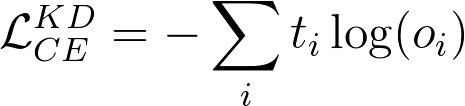 $\mathcal{L}_{CE}^{KD} = -\sum_{i} t_i \log(o_i)$